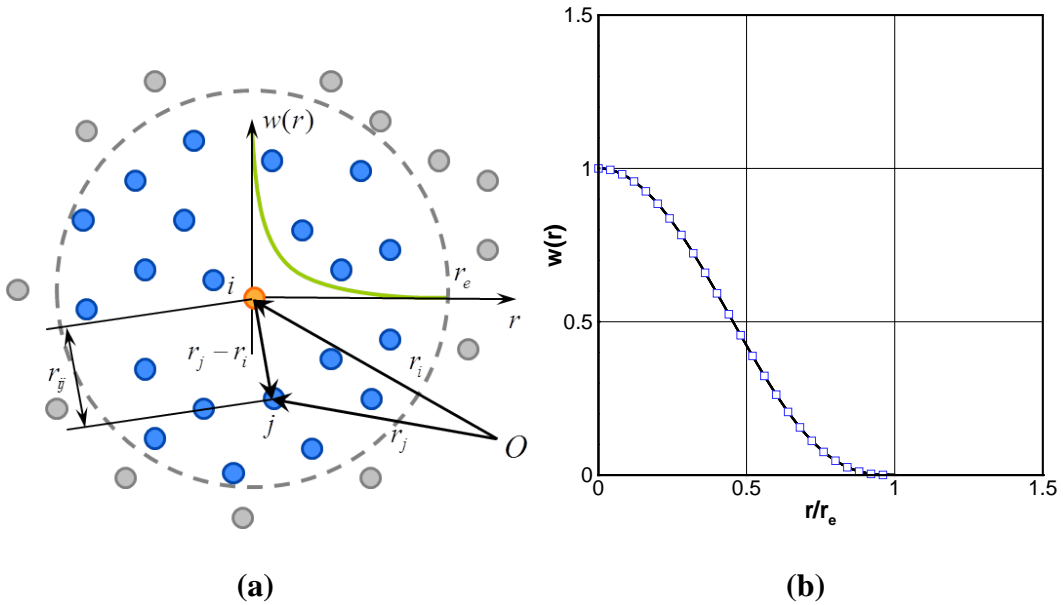 w(r)
i
r_e
r
r_j − r_i
r_ij
r_i
j
r_j
O
(a)
1.5
1
w(r)
0.5
0
0
0.5
1
1.5
r/r_e
(b)